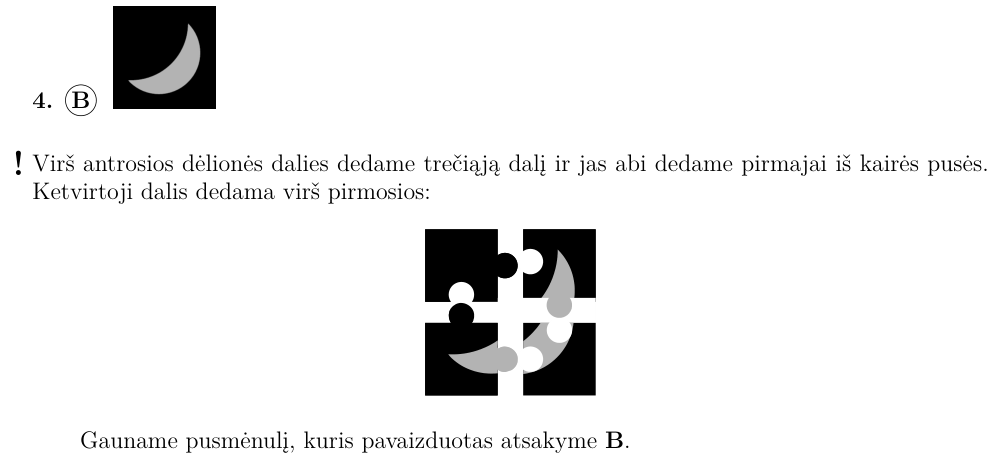 4. B
! Virš antrosios dėlionės dalies dedame trečiąją dalį ir jas abi dedame pirmajai iš kairės pusės.
Ketvirtoji dalis dedama virš pirmosios:
Gauname pusmėnulį, kuris pavaizduotas atsakyme B.